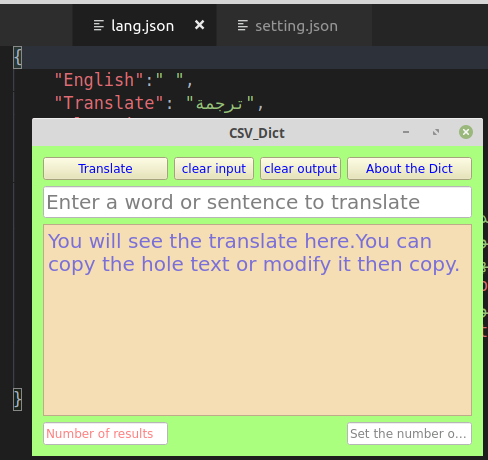 lang.json × setting.json
{
"English":" ",
"Translate": "ترجمة",
CSV_Dict
Translate clear input clear output About the Dict
Enter a word or sentence to translate
You will see the translate here.You can
copy the hole text or modify it then copy.
}
Number of results Set the number o...